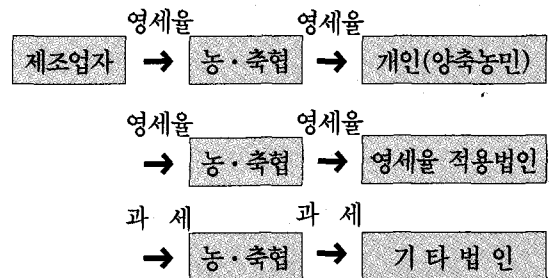 영세율 영세율
제조업자 → 농·축협 → 개인(양축농민)
영세율 영세율
→ 농·축협 → 영세율 적용법인
과 세 과 세
→ 농·축협 → 기 타 법 인